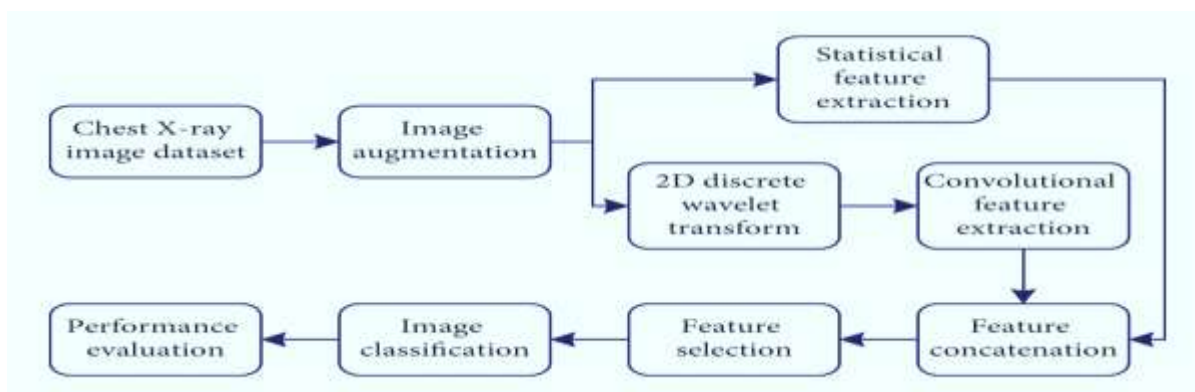 Statistical
feature
extraction
Chest X-ray
image dataset
Image
augmentation
2D discrete
wavelet
transform
Convolutional
feature
extraction
Performance
evaluation
Image
classification
Feature
selection
Feature
concatenation